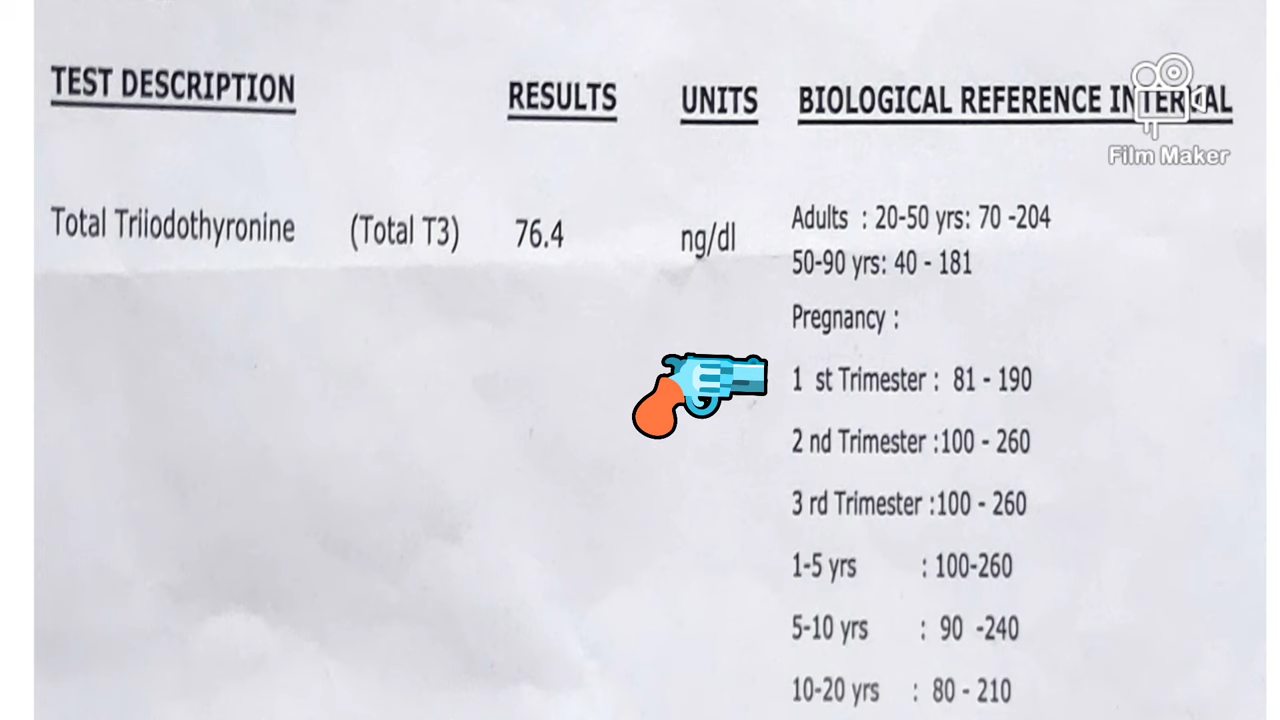 TEST DESCRIPTION RESULTS UNITS BIOLOGICAL REFERENCE INTERVAL
Film Maker
Total Triiodothyronine (Total T3) 76.4 ng/dl Adults : 20-50 yrs: 70 -204
50-90 yrs: 40 - 181
Pregnancy :
1 st Trimester : 81 - 190
2 nd Trimester :100 - 260
3 rd Trimester :100 - 260
1-5 yrs : 100-260
5-10 yrs : 90 -240
10-20 yrs : 80 - 210